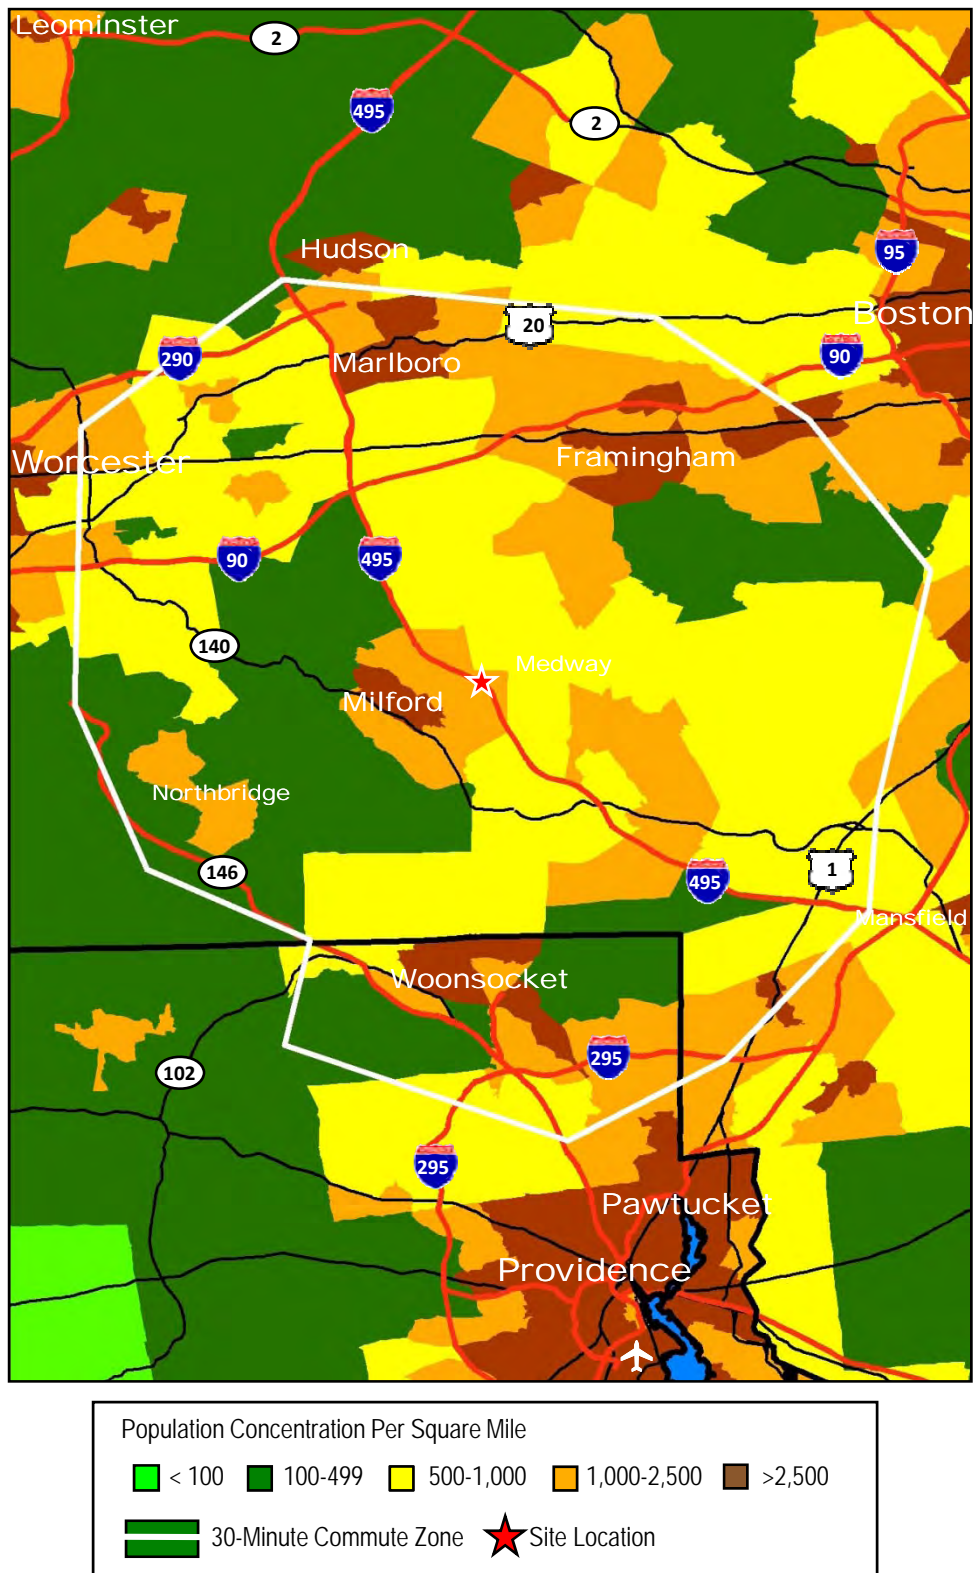 Leominster
2
495
2
Hudson
95
Boston
20
290
Marlboro
90
Worcester
Framingham
90
495
140
Medway
Milford
Northbridge
146
495
1
Mansfield
Woonsocket
295
102
295
Pawtucket
Providence
Population Concentration Per Square Mile
< 100 100-499 500-1,000 1,000-2,500 >2,500
30-Minute Commute Zone Site Location